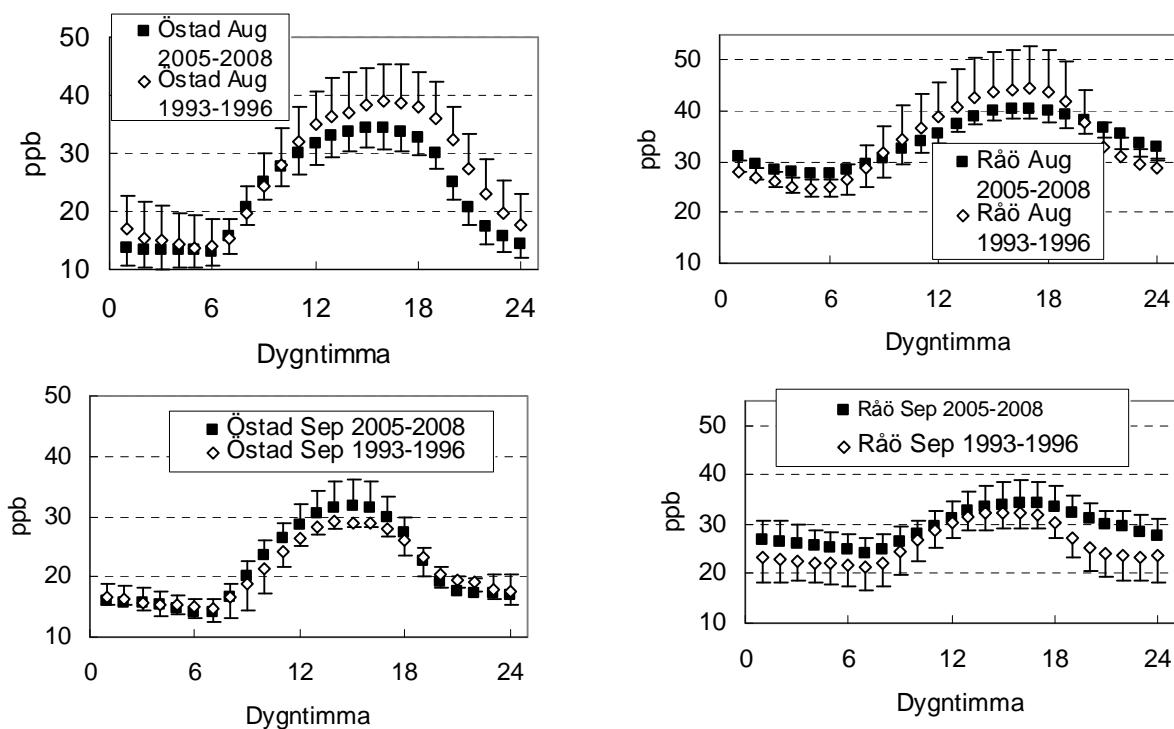 Östad Aug
2005-2008
Östad Aug
1993-1996
ppb
50
40
30
20
10
0
6
12
18
24
Dygntimma
Råö Aug
2005-2008
Råö Aug
1993-1996
ppb
50
40
30
20
10
0
6
12
18
24
Dygntimma
Östad Sep 2005-2008
Östad Sep 1993-1996
ppb
50
40
30
20
10
0
6
12
18
24
Dygntimma
Råö Sep 2005-2008
Råö Sep 1993-1996
ppb
50
40
30
20
10
0
6
12
18
24
Dygntimma